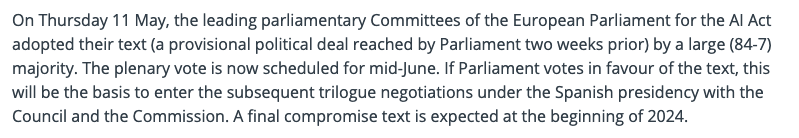 On Thursday 11 May, the leading parliamentary Committees of the European Parliament for the AI Act
adopted their text (a provisional political deal reached by Parliament two weeks prior) by a large (84-7)
majority. The plenary vote is now scheduled for mid-June. If Parliament votes in favour of the text, this
will be the basis to enter the subsequent trilogue negotiations under the Spanish presidency with the
Council and the Commission. A final compromise text is expected at the beginning of 2024.